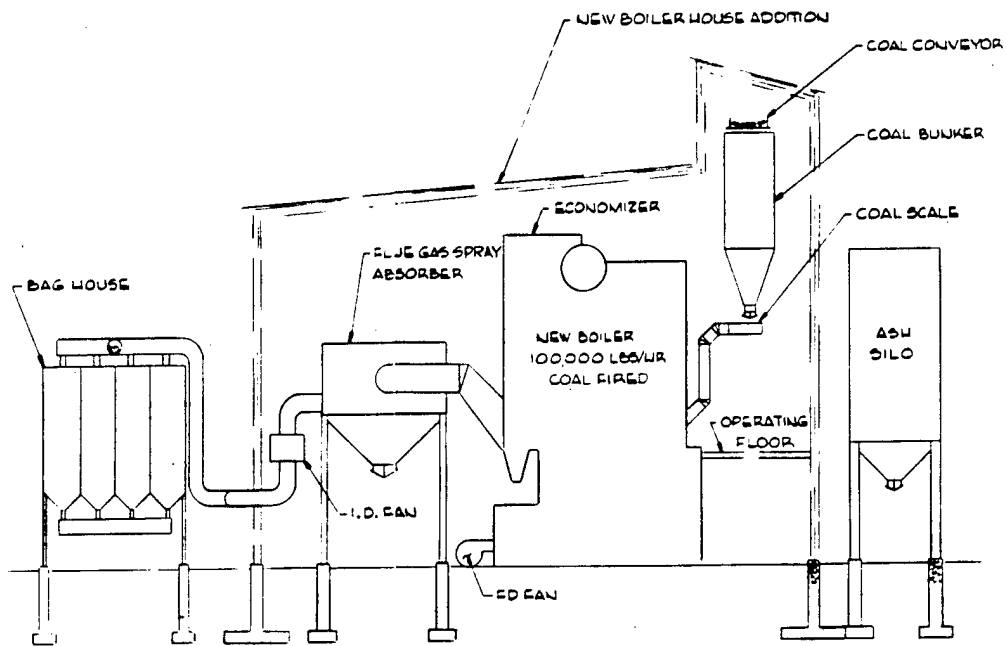 NEW BOILER HOUSE ADDITION
COAL CONVEYOR
COAL BUNKER
ECONOMIZER
COAL SCALE
FLUE GAS SPRAY
ABSORBER
BAG HOUSE
NEW BOILER
100,000 LBS/HR
COAL FIRED
ASH
SILO
OPERATING
FLOOR
I.D. FAN
FD FAN